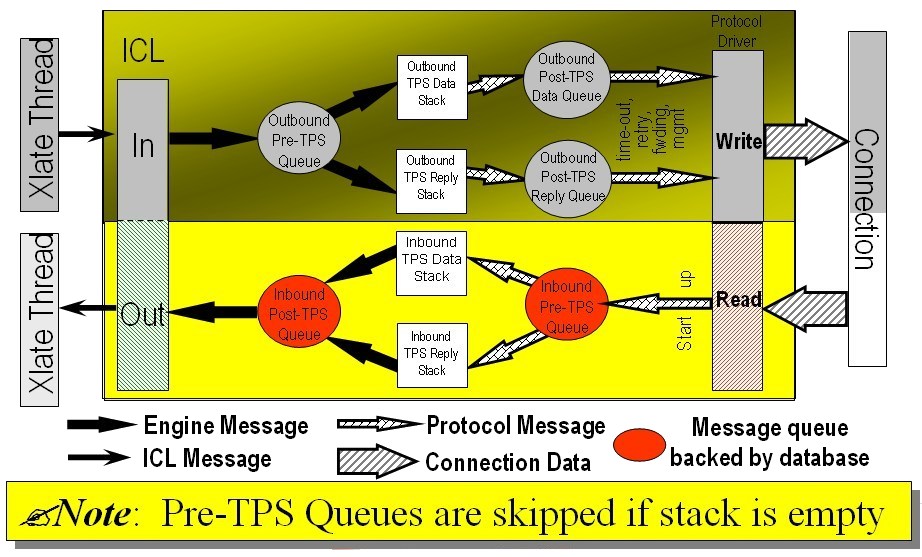 Protocol
Driver
ICL
Xlate Thread
In
Outbound
Pre-TPS
Queue
Outbound
TPS Data
Stack
Outbound
Post-TPS
Data Queue
Outbound
TPS Reply
Stack
Outbound
Post-TPS
Reply Queue
time-out,
retry,
fwding,
mgmt
Write
Connection
Xlate Thread
Out
Inbound
Post-TPS
Queue
Inbound
TPS Data
Stack
Inbound
TPS Reply
Stack
Inbound
Pre-TPS
Queue
Start up
Read
Engine Message
Protocol Message
ICL Message
Connection Data
Message queue
backed by database
Note: Pre-TPS Queues are skipped if stack is empty